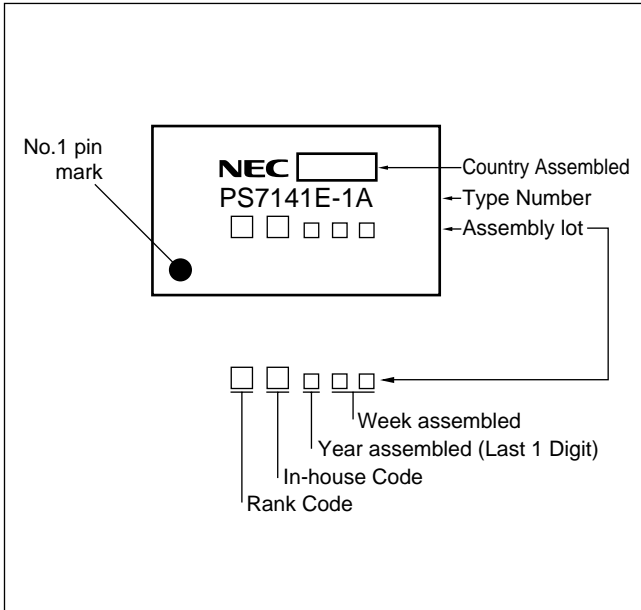 No.1 pin
mark
NEC
Country Assembled
PS7141E-1A
Type Number
Assembly lot
Week assembled
Year assembled (Last 1 Digit)
In-house Code
Rank Code